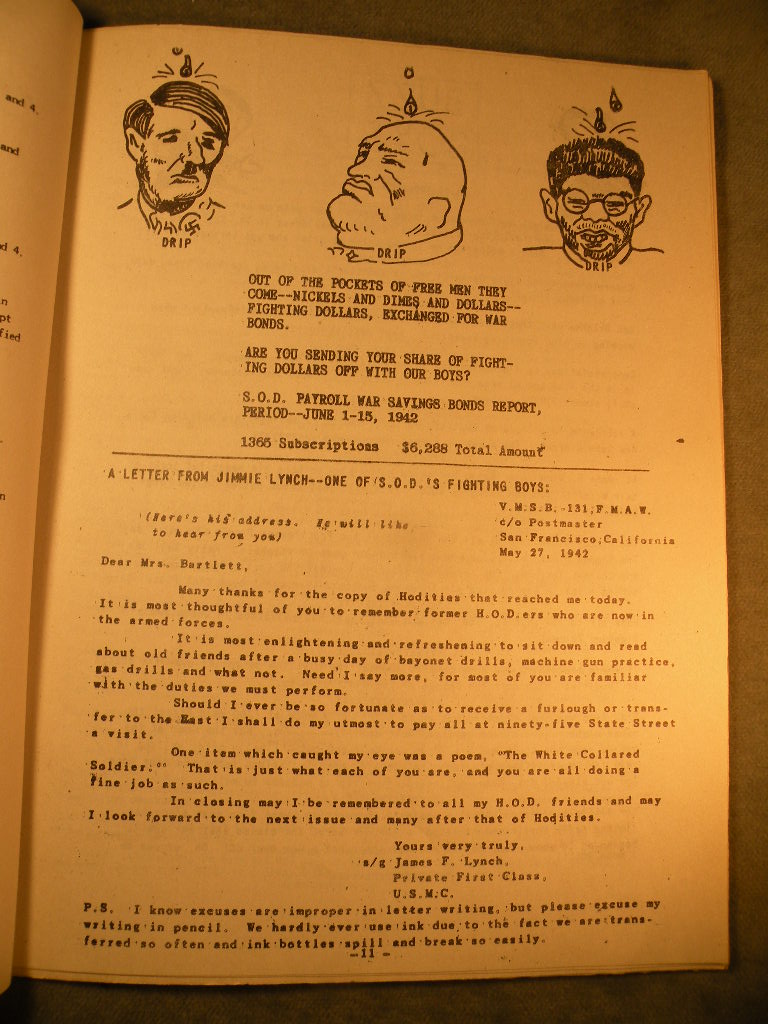 and 4.
and
d 4.
n
pt
fied
n
DRIP
DRIP
DRIP
OUT OF THE POCKETS OF FREE MEN THEY
COME--NICKELS AND DIMES AND DOLLARS--
FIGHTING DOLLARS, EXCHANGED FOR WAR
BONDS.
ARE YOU SENDING YOUR SHARE OF FIGHT-
ING DOLLARS OFF WITH OUR BOYS?
S.O.D. PAYROLL WAR SAVINGS BONDS REPORT,
PERIOD--JUNE 1-15, 1942
1365 Subscriptions $6,288 Total Amount
A LETTER FROM JIMMIE LYNCH--ONE OF S.O.D.'S FIGHTING BOYS:
(Here's his address. He will like
to hear from you)
V.M.S.B.-131,F.M.A.W.
c/o Postmaster
San Francisco,California
May 27, 1942
Dear Mrs. Bartlett,
Many thanks for the copy of Hodities that reached me today.
It is most thoughtful of you to remember former H.O.D.ers who are now in
the armed forces.
It is most enlightening and refreshening to sit down and read
about old friends after a busy day of bayonet drills, machine gun practice,
gas drills and what not. Need I say more, for most of you are familiar
with the duties we must perform.
Should I ever be so fortunate as to receive a furlough or trans-
fer to the East I shall do my utmost to pay all at ninety-five State Street
a visit.
One item which caught my eye was a poem, "The White Collared
Soldier." That is just what each of you are, and you are all doing a
fine job as such.
In closing may I be remembered to all my H.O.D. friends and may
I look forward to the next issue and many after that of Hodities.
Yours very truly,
s/g James F. Lynch,
Private First Class,
U.S.M.C.
P.S. I know excuses are improper in letter writing, but please excuse my
writing in pencil. We hardly ever use ink due to the fact we are trans-
ferred so often and ink bottles spill and break so easily.
-11-